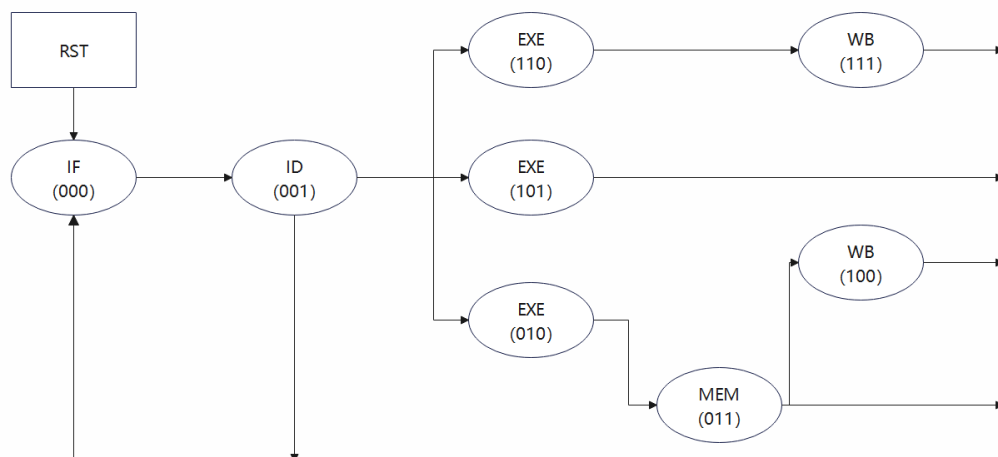 RST
IF
(000)
ID
(001)
EXE
(110)
WB
(111)
EXE
(101)
EXE
(010)
MEM
(011)
WB
(100)